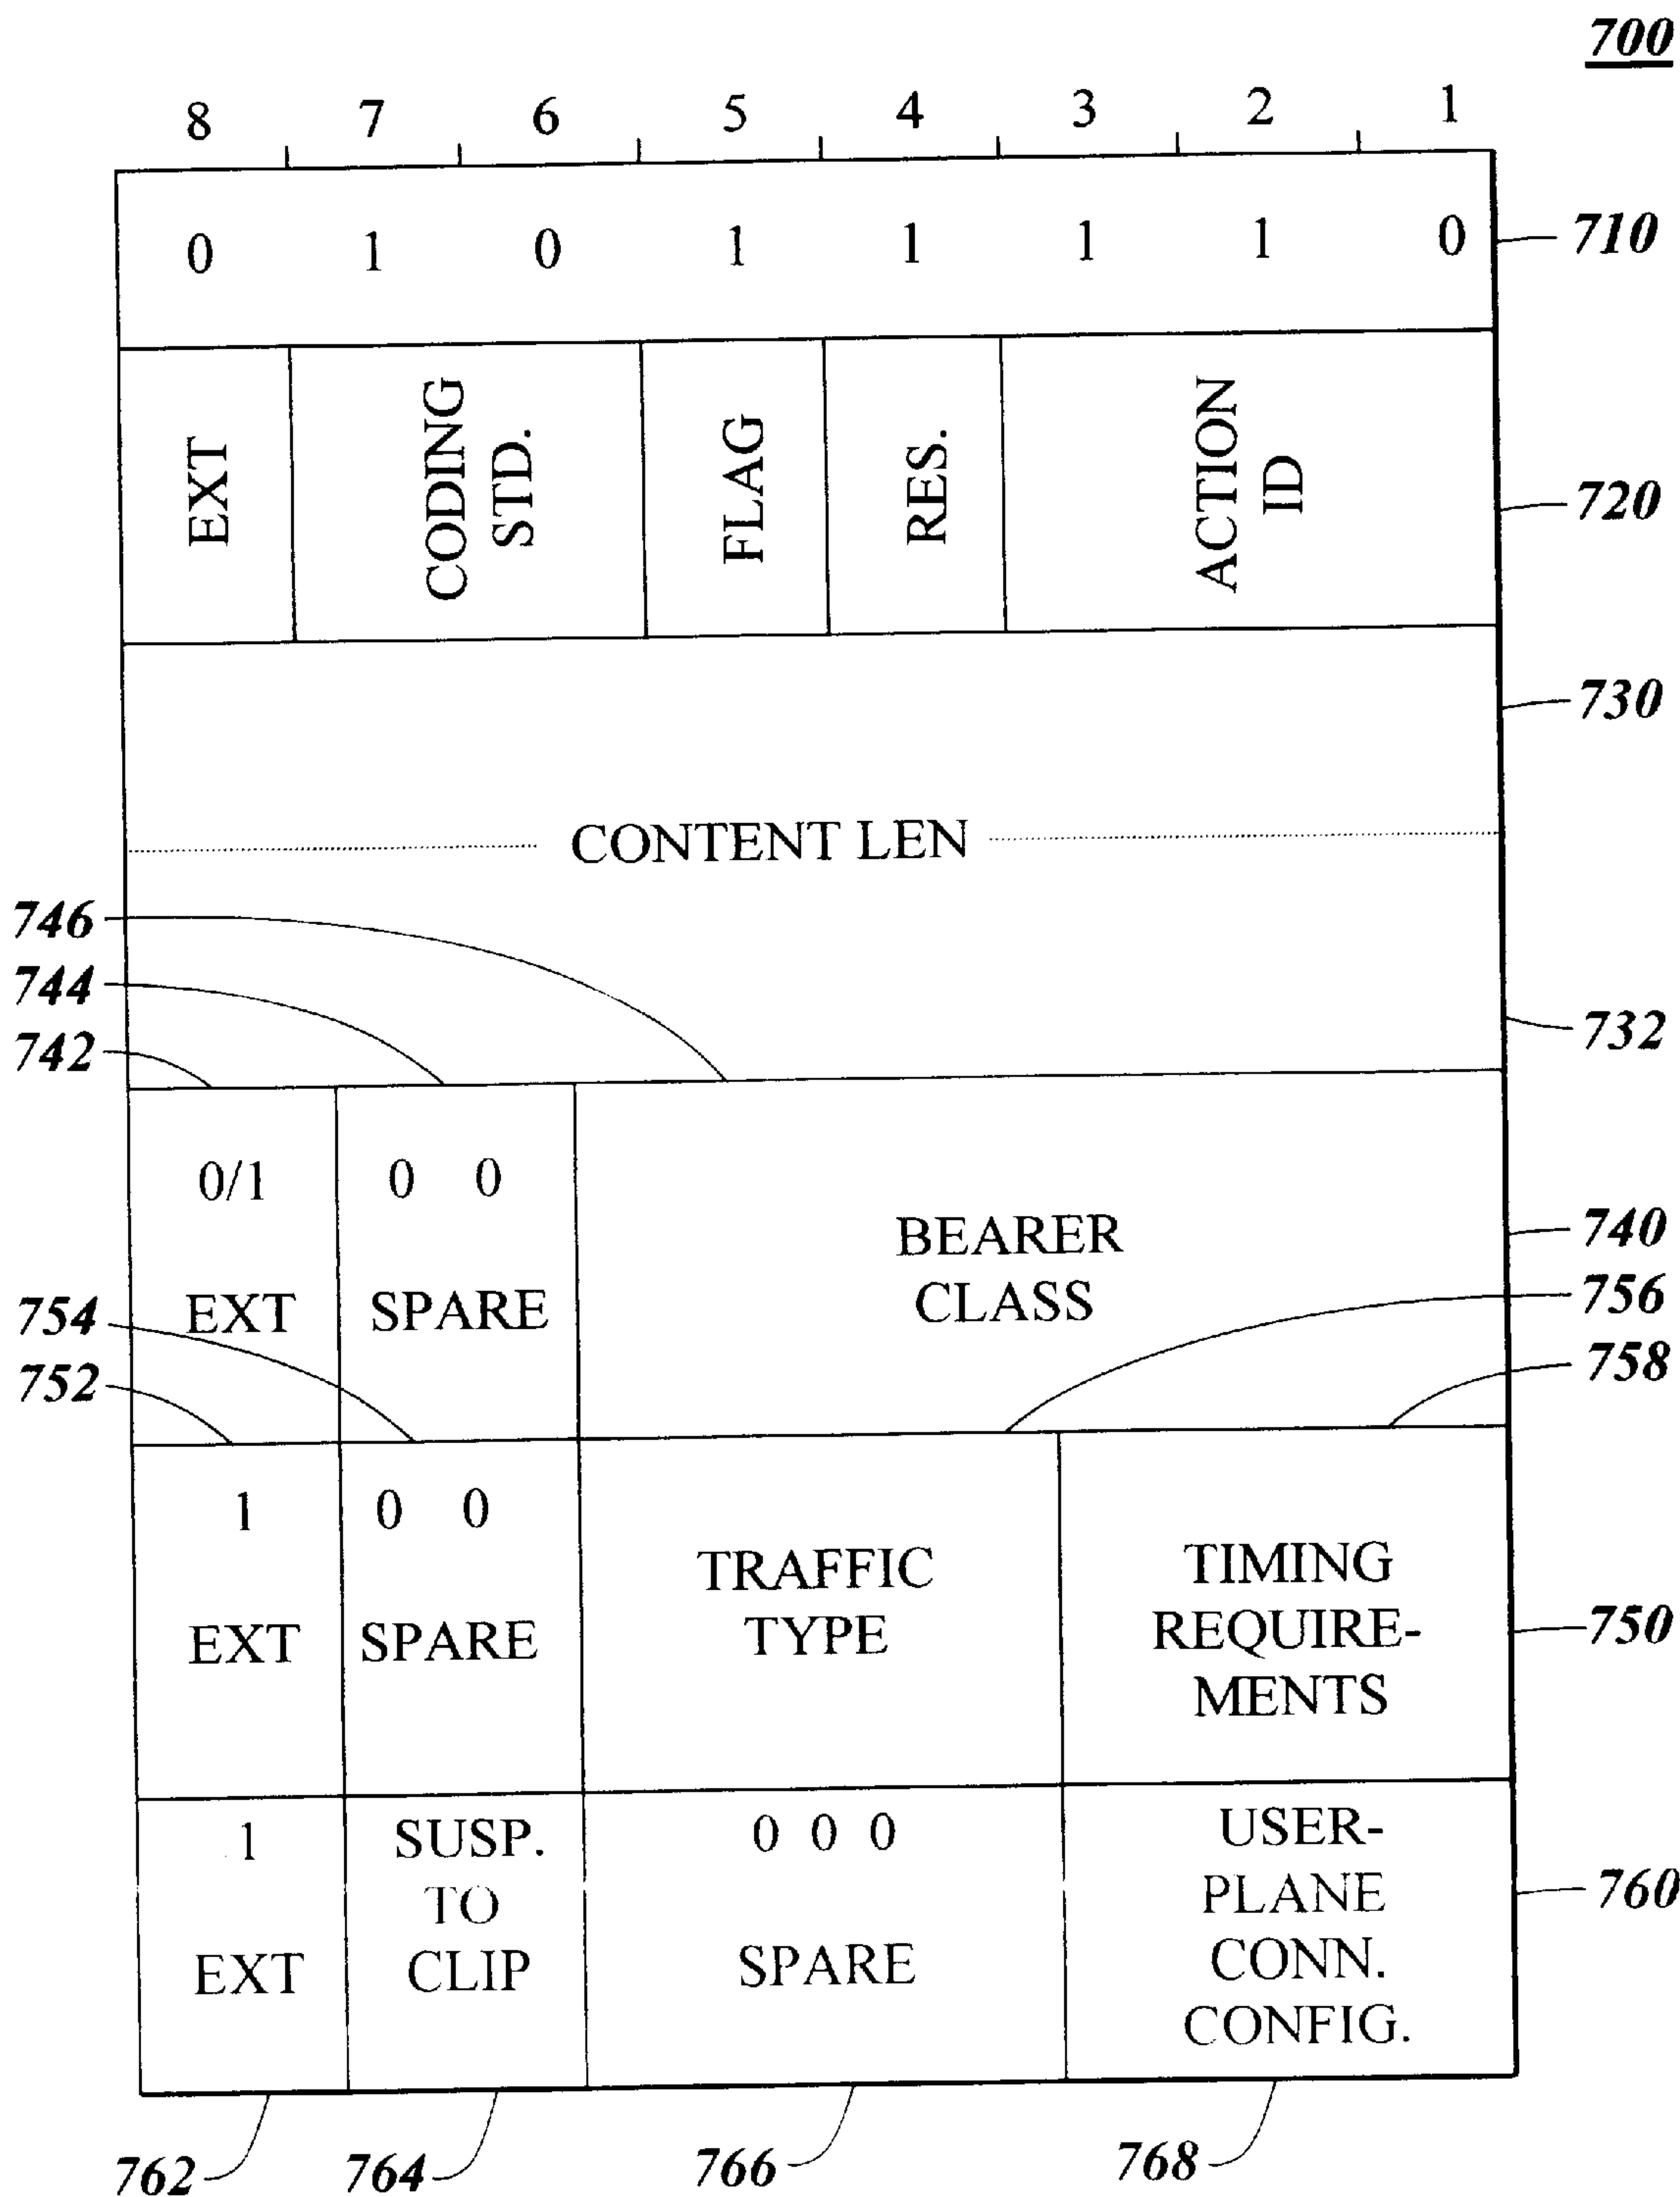 700
8 7 6 5 4 3 2 1
0 1 0 1 1 1 1 0 710
EXT CODING STD. FLAG RES. ACTION ID 720
730
CONTENT LEN
746
744
742
732
0/1 0 0
BEARER
CLASS
740
EXT SPARE
754
752
756
758
1 0 0
TRAFFIC
TYPE
TIMING
REQUIRE-
MENTS
EXT SPARE
750
1
EXT
SUSP.
TO
CLIP
0 0 0
SPARE
USER-
PLANE
CONN.
CONFIG.
760
762 764 766 768